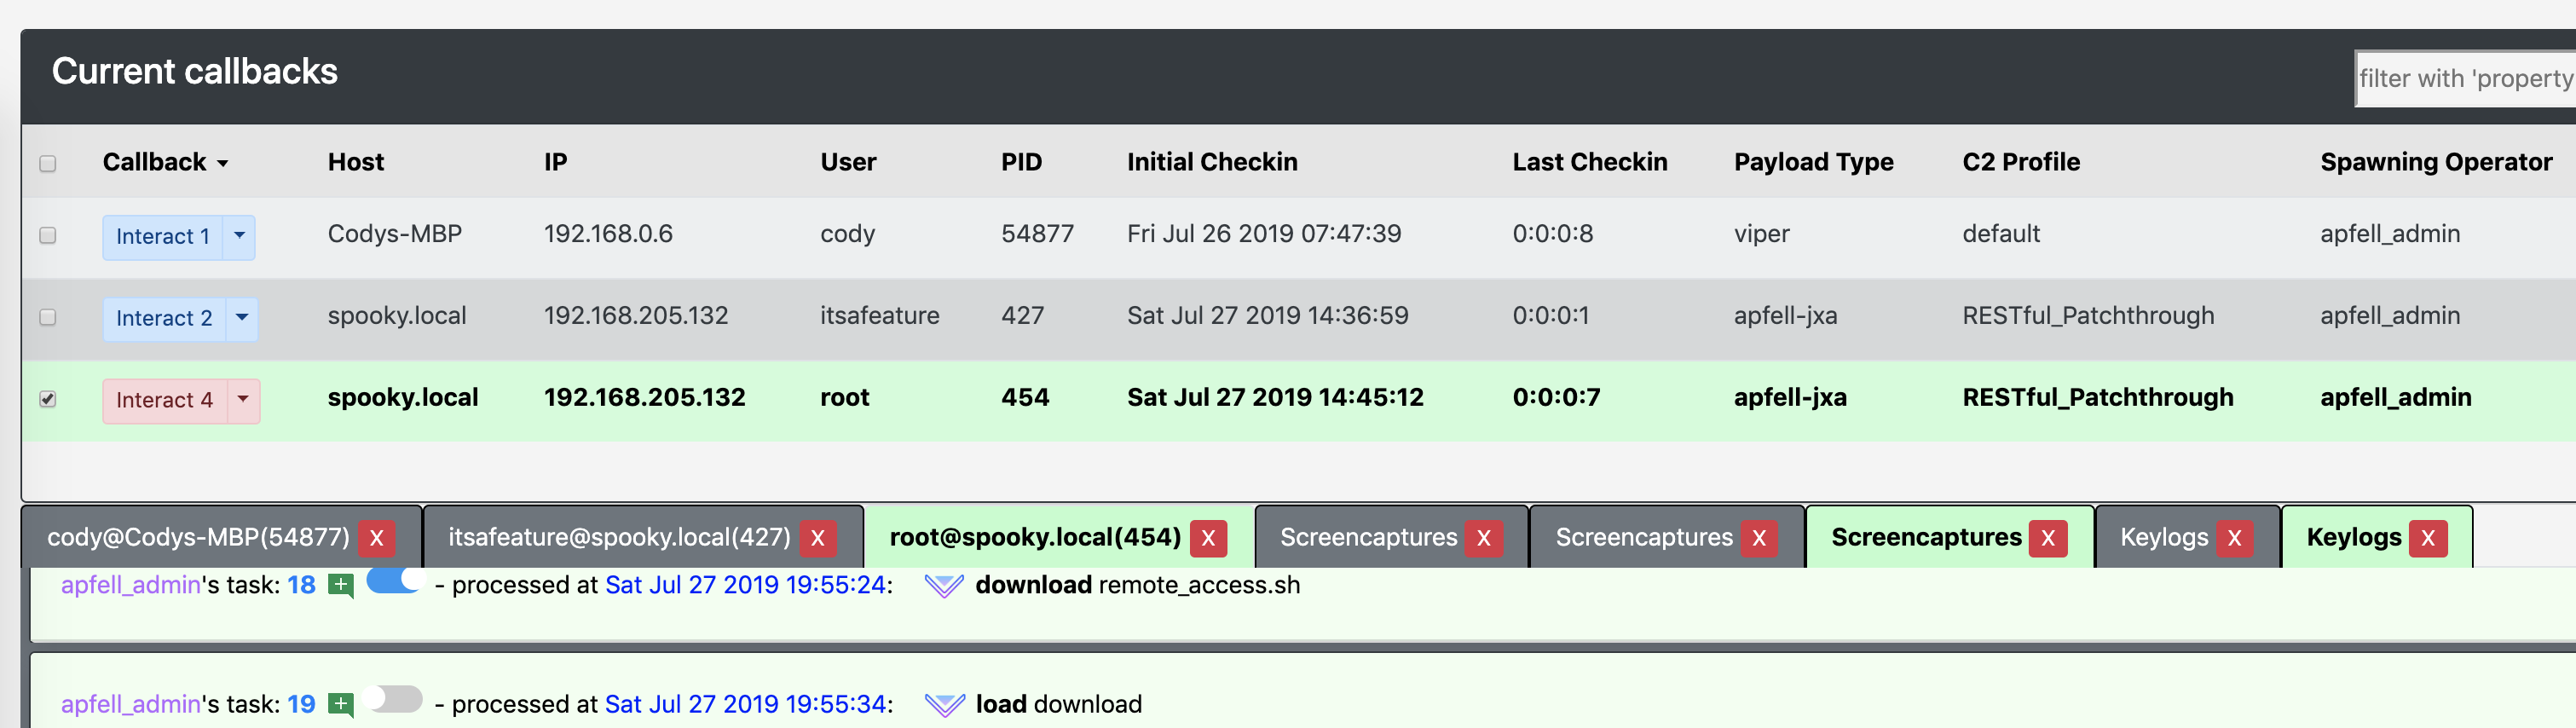 Current callbacks
filter with 'property
Callback Host IP User PID Initial Checkin Last Checkin Payload Type C2 Profile Spawning Operator
Interact 1 Codys-MBP 192.168.0.6 cody 54877 Fri Jul 26 2019 07:47:39 0:0:0:8 viper default apfell_admin
Interact 2 spooky.local 192.168.205.132 itsafeature 427 Sat Jul 27 2019 14:36:59 0:0:0:1 apfell-jxa RESTful_Patchthrough apfell_admin
Interact 4 spooky.local 192.168.205.132 root 454 Sat Jul 27 2019 14:45:12 0:0:0:7 apfell-jxa RESTful_Patchthrough apfell_admin
cody@Codys-MBP(54877) X itsafeature@spooky.local(427) X root@spooky.local(454) X Screencaptures X Screencaptures X Screencaptures X Keylogs X Keylogs X
apfell_admin's task: 18 - processed at Sat Jul 27 2019 19:55:24: download remote_access.sh
apfell_admin's task: 19 - processed at Sat Jul 27 2019 19:55:34: load download